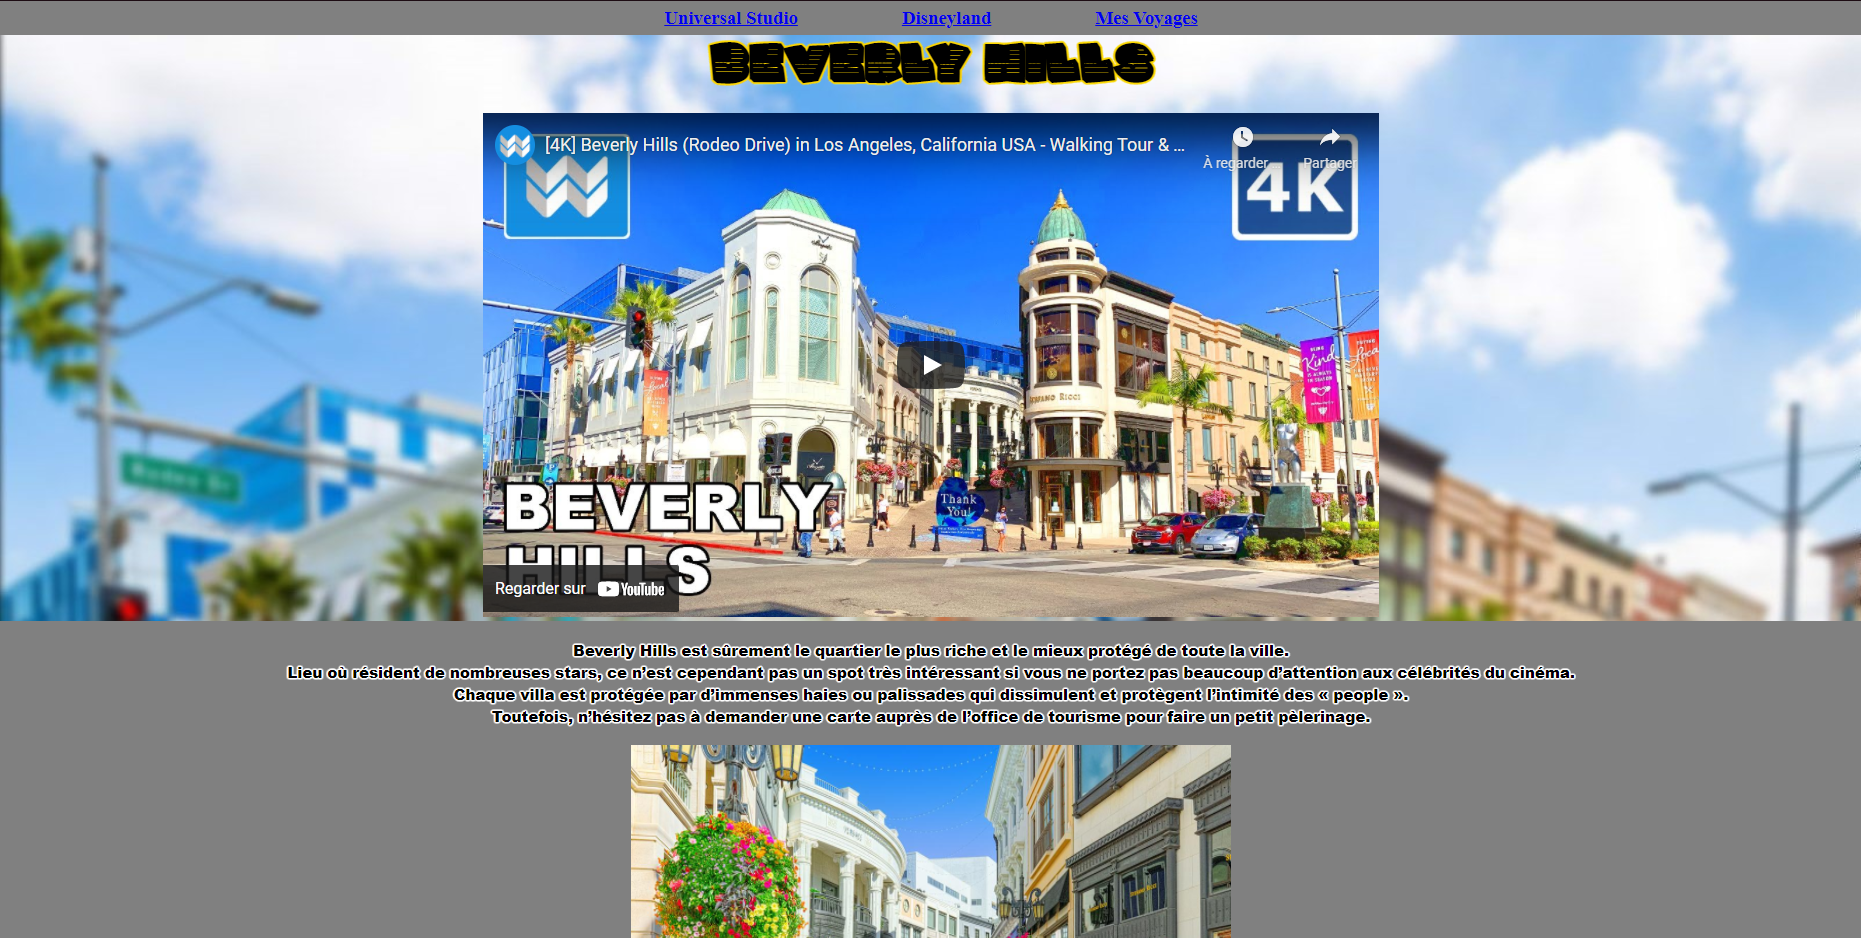 Universal Studio Disneyland Mes Voyages
BEVERLY HILLS
[4K] Beverly Hills (Rodeo Drive) in Los Angeles, California USA - Walking Tour & ...
À regarder
Partager
4K
Kind
STEFANO RICCI
Thank
You!
Rodeo Dr
BEVERLY
HILLS
Regarder sur YouTube
Beverly Hills est sûrement le quartier le plus riche et le mieux protégé de toute la ville.
Lieu où résident de nombreuses stars, ce n’est cependant pas un spot très intéressant si vous ne portez pas beaucoup d’attention aux célébrités du cinéma.
Chaque villa est protégée par d’immenses haies ou palissades qui dissimulent et protègent l’intimité des « people ».
Toutefois, n’hésitez pas à demander une carte auprès de l’office de tourisme pour faire un petit pèlerinage.